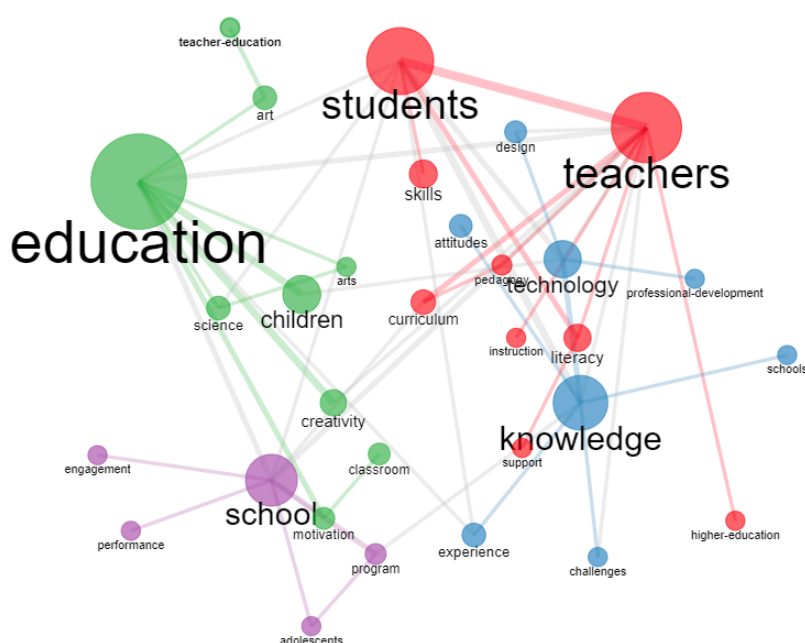 teacher-education
art
students
design
teachers
skills
education
attitudes
arts
pedagogy
technology
professional-development
science
children
curriculum
instruction
literacy
schools
creativity
knowledge
classroom
support
engagement
school
motivation
higher-education
performance
program
experience
challenges
adolescents